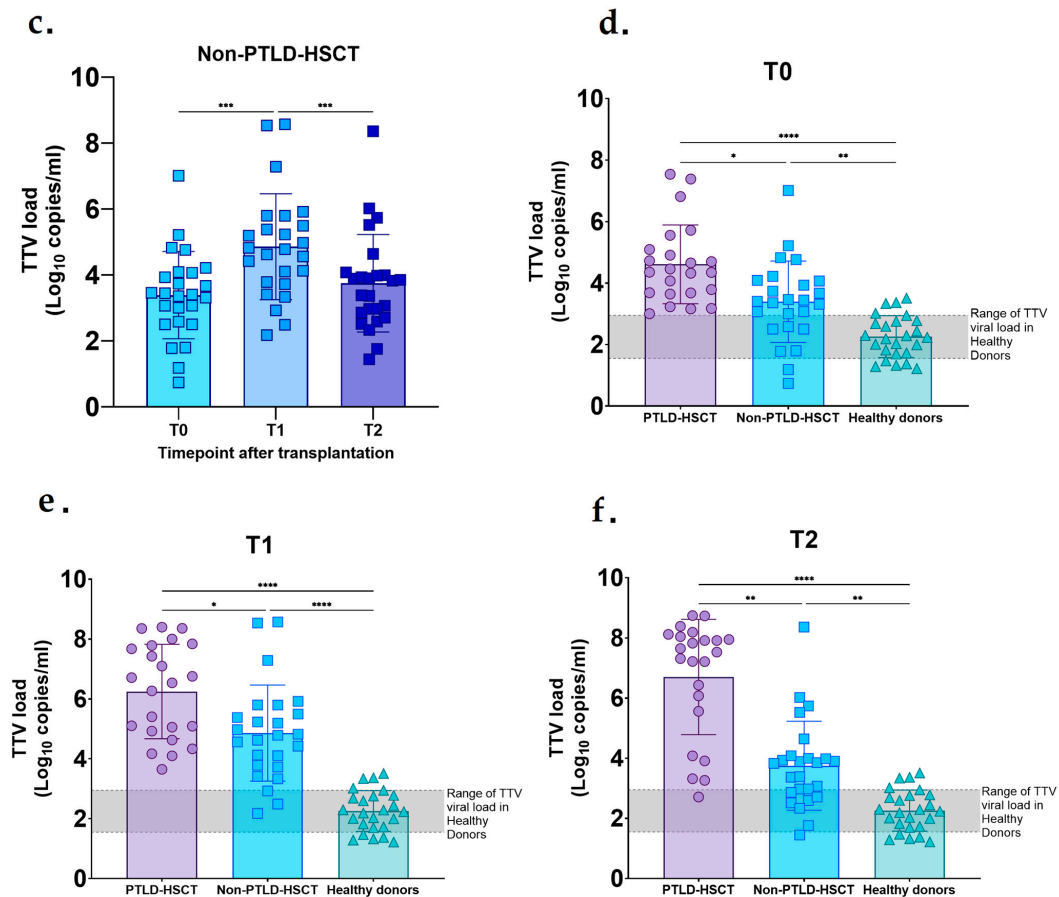 c.
Non-PTLD-HSCT
TTV load
(Log10 copies/ml)
10
8
6
4
2
0
***
***
T0
T1
T2
Timepoint after transplantation
d.
T0
TTV load
(Log10 copies/ml)
10
8
6
4
2
0
****
*
**
Range of TTV
viral load in
Healthy
Donors
PTLD-HSCT
Non-PTLD-HSCT
Healthy donors
e.
T1
TTV load
(Log10 copies/ml)
10
8
6
4
2
0
****
*
****
Range of TTV
viral load in
Healthy
Donors
PTLD-HSCT
Non-PTLD-HSCT
Healthy donors
f.
T2
TTV load
(Log10 copies/ml)
10
8
6
4
2
0
****
**
**
Range of TTV
viral load in
Healthy
Donors
PTLD-HSCT
Non-PTLD-HSCT
Healthy donors